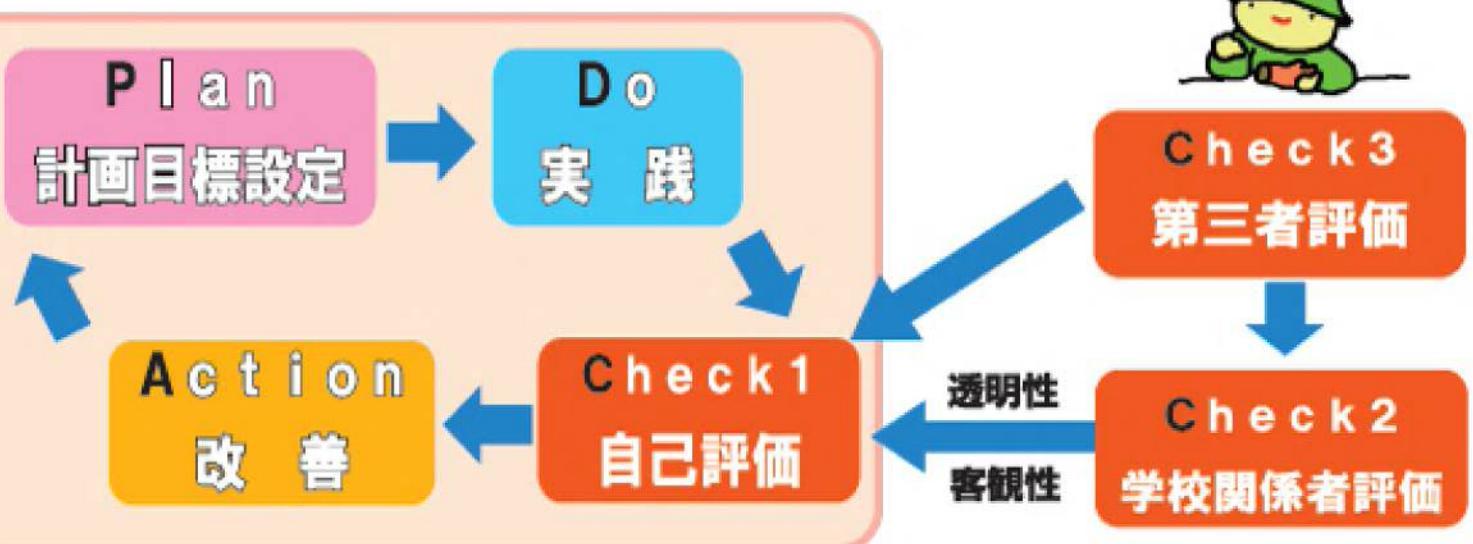 Plan
計画目標設定
Do
実 践
Check3
第三者評価
Action
改 善
Check1
自己評価
透明性
客観性
Check2
学校関係者評価